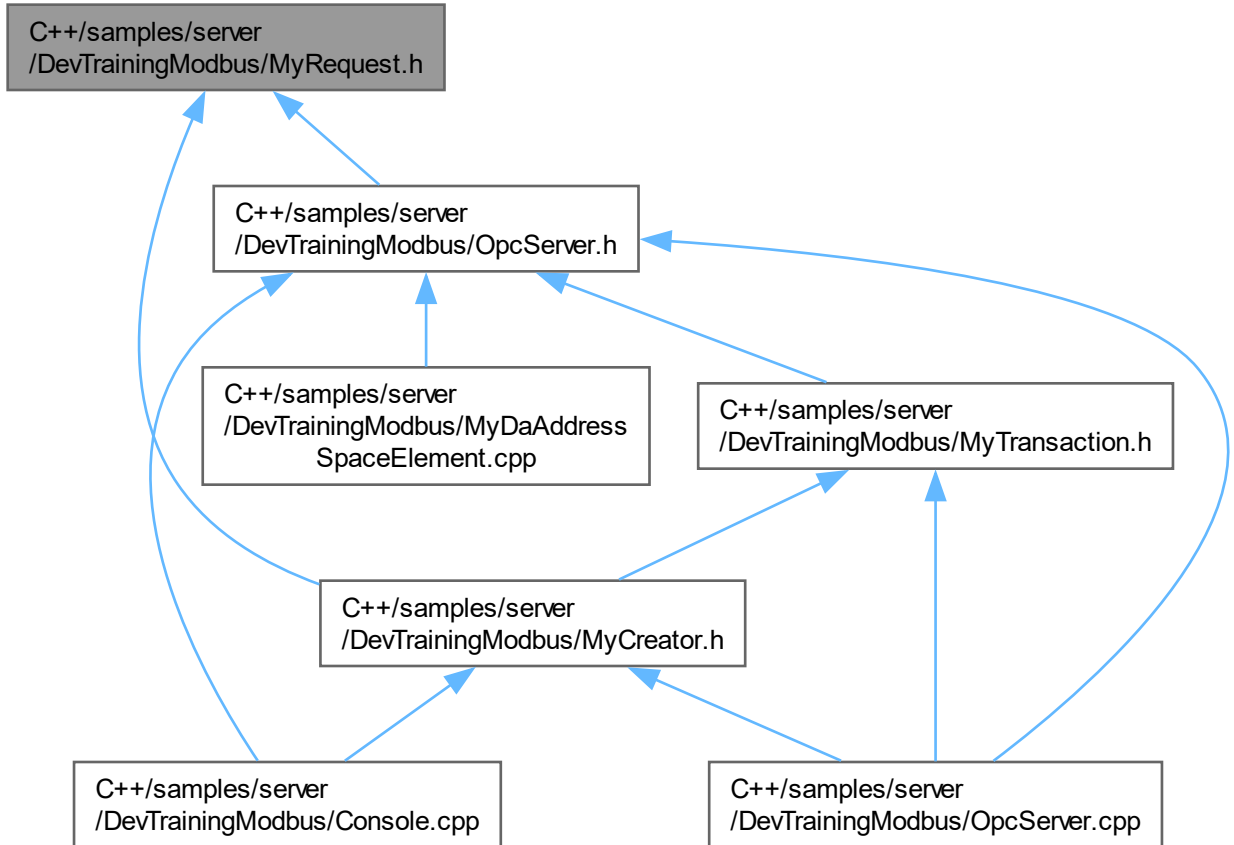 C++/samples/server
/DevTrainingModbus/MyRequest.h
C++/samples/server
/DevTrainingModbus/OpcServer.h
C++/samples/server
/DevTrainingModbus/MyDaAddress
SpaceElement.cpp
C++/samples/server
/DevTrainingModbus/MyTransaction.h
C++/samples/server
/DevTrainingModbus/MyCreator.h
C++/samples/server
/DevTrainingModbus/Console.cpp
C++/samples/server
/DevTrainingModbus/OpcServer.cpp